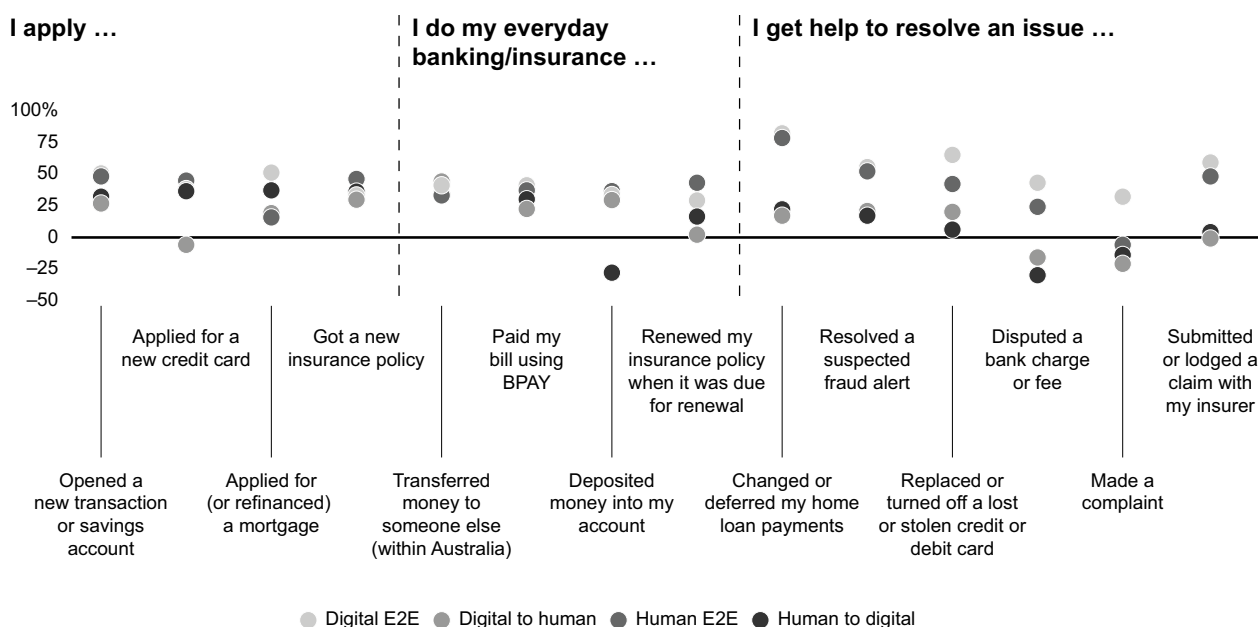 I apply …
I do my everyday
banking/insurance …
I get help to resolve an issue …
100%
75
50
25
0
–25
–50
Applied for a
new credit card
Got a new
insurance policy
Paid my
bill using
BPAY
Renewed my
insurance policy
when it was due
for renewal
Resolved a
suspected
fraud alert
Disputed a
bank charge
or fee
Submitted
or lodged a
claim with
my insurer
Opened a
new transaction
or savings
account
Applied for
(or refinanced)
a mortgage
Transferred
money to
someone else
(within Australia)
Deposited
money into my
account
Changed or
deferred my home
loan payments
Replaced or
turned off a lost
or stolen credit or
debit card
Made a
complaint
Digital E2E Digital to human Human E2E Human to digital